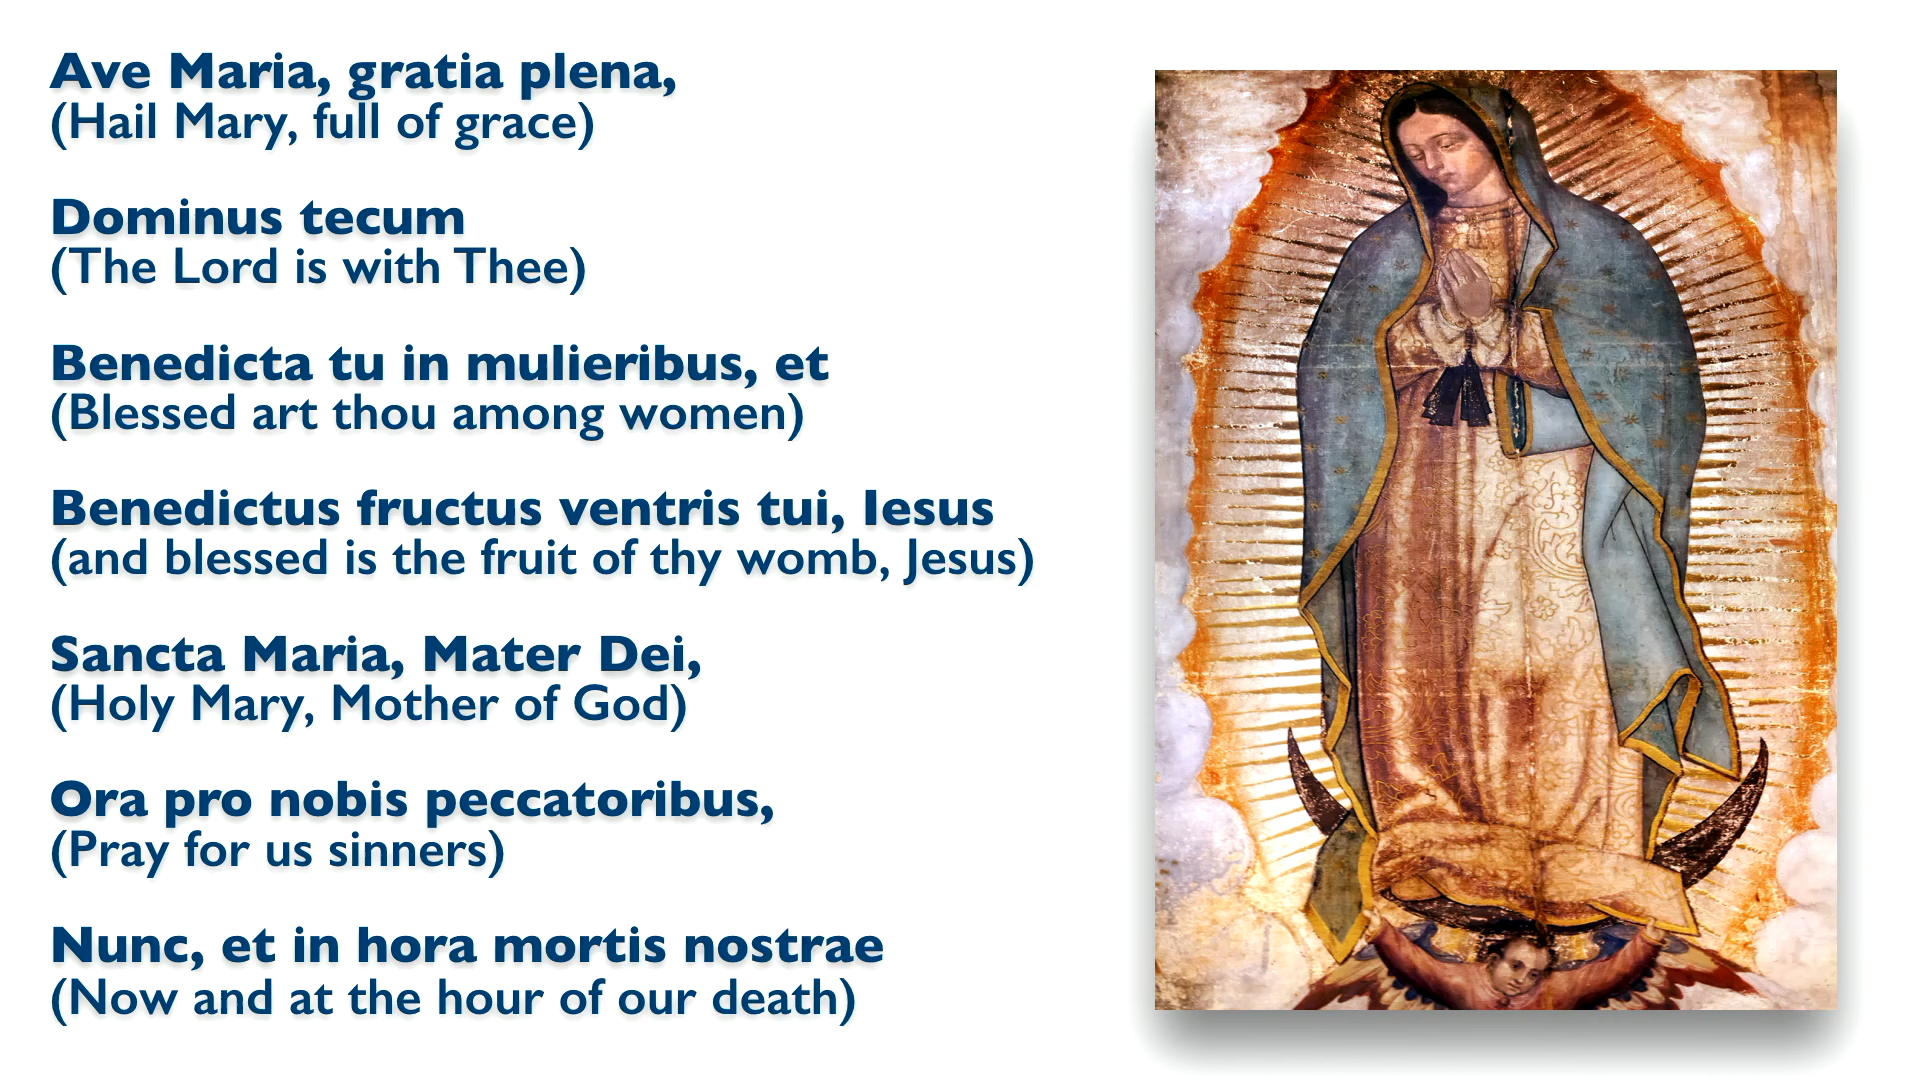 Ave Maria, gratia plena,
(Hail Mary, full of grace)
Dominus tecum
(The Lord is with Thee)
Benedicta tu in mulieribus, et
(Blessed art thou among women)
Benedictus fructus ventris tui, Iesus
(and blessed is the fruit of thy womb, Jesus)
Sancta Maria, Mater Dei,
(Holy Mary, Mother of God)
Ora pro nobis peccatoribus,
(Pray for us sinners)
Nunc, et in hora mortis nostrae
(Now and at the hour of our death)